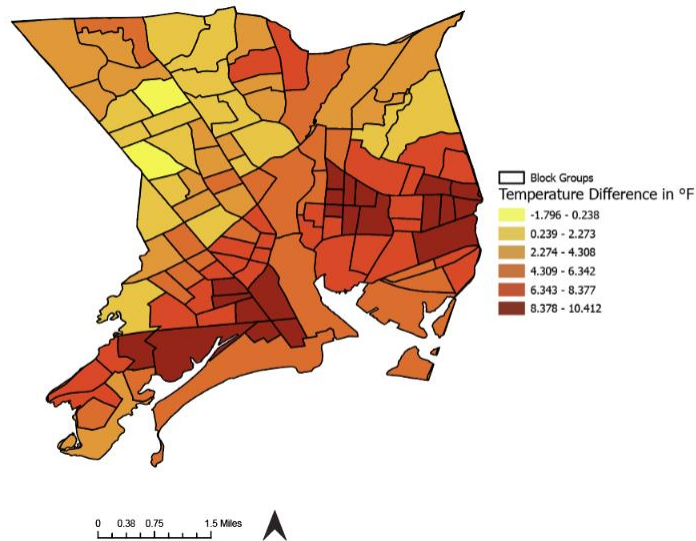 Block Groups
Temperature Difference in °F
-1.796 - 0.238
0.239 - 2.273
2.274 - 4.308
4.309 - 6.342
6.343 - 8.377
8.378 - 10.412
0 0.38 0.75 1.5 Miles